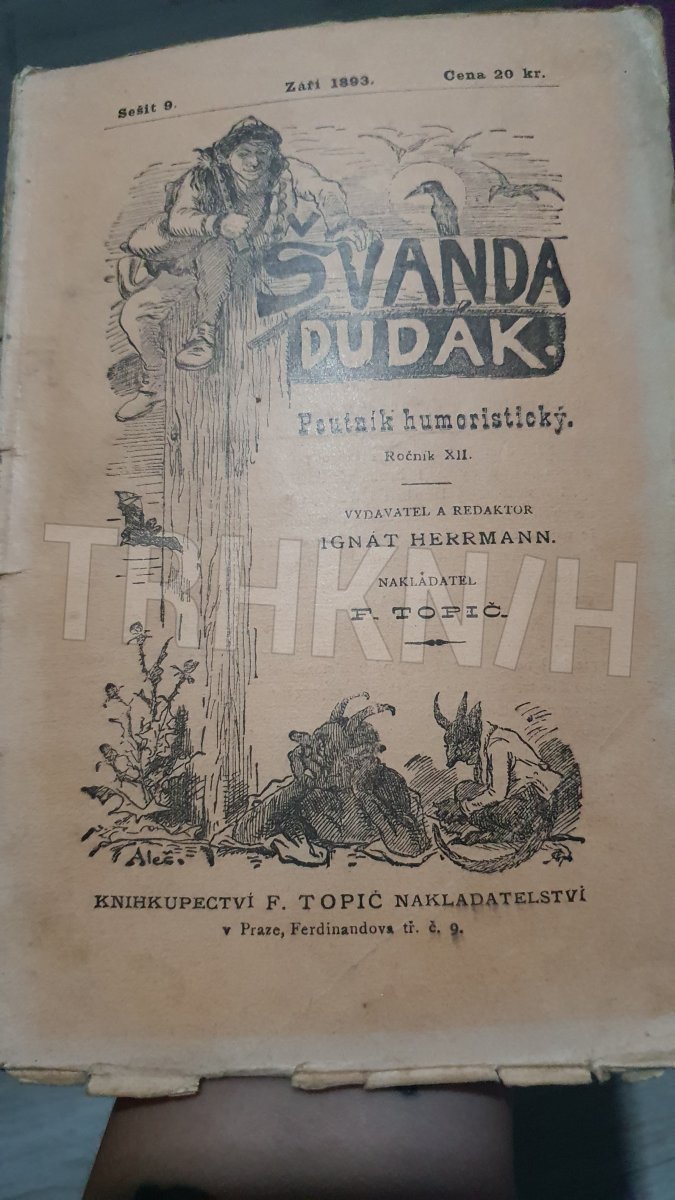 Sešit 9.
Září 1893.
Cena 20 kr.
ŠVANDA
DUDÁK.
Poutník humoristický.
Ročník XII.
VYDAVATEL A REDAKTOR
IGNÁT HERRMANN.
NAKLADATEL
F. TOPIČ.
TRHKN/H
Aleš.
KNIHKUPECTVÍ F. TOPIČ NAKLADATELSTVÍ
v Praze, Ferdinandova tř. č. 9.